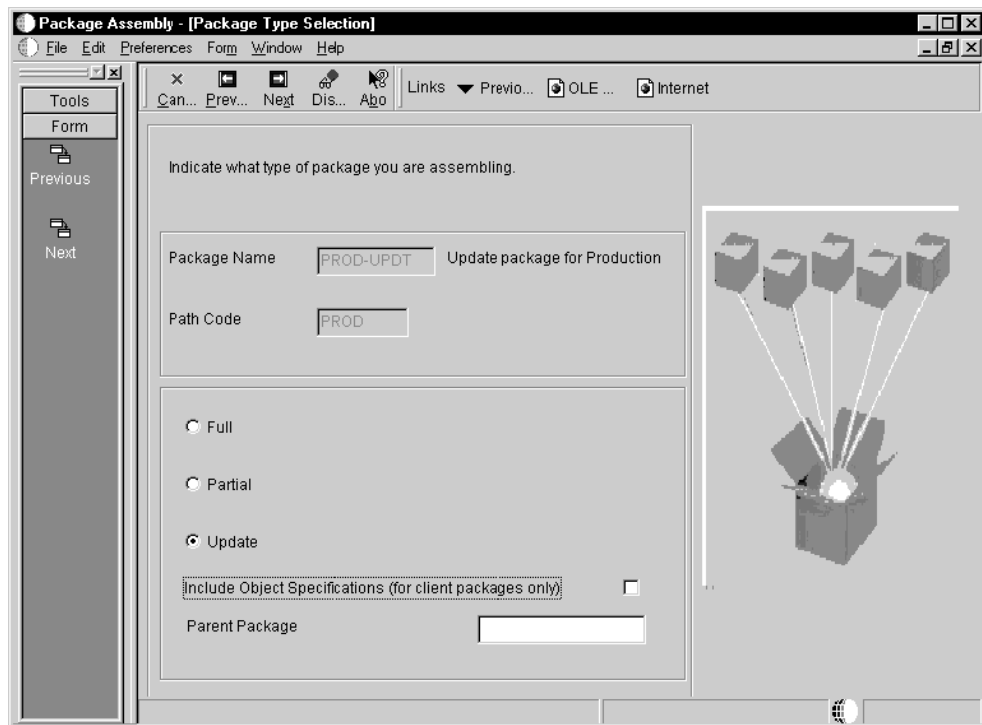 Package Assembly - [Package Type Selection]
File Edit Preferences Form Window Help
Tools
Form
Previous
Next
Can... Prev... Next Dis... Abo Links Previo... OLE ... Internet
Indicate what type of package you are assembling.
Package Name PROD-UPDT Update package for Production
Path Code PROD
Full
Partial
Update
Include Object Specifications (for client packages only)
Parent Package